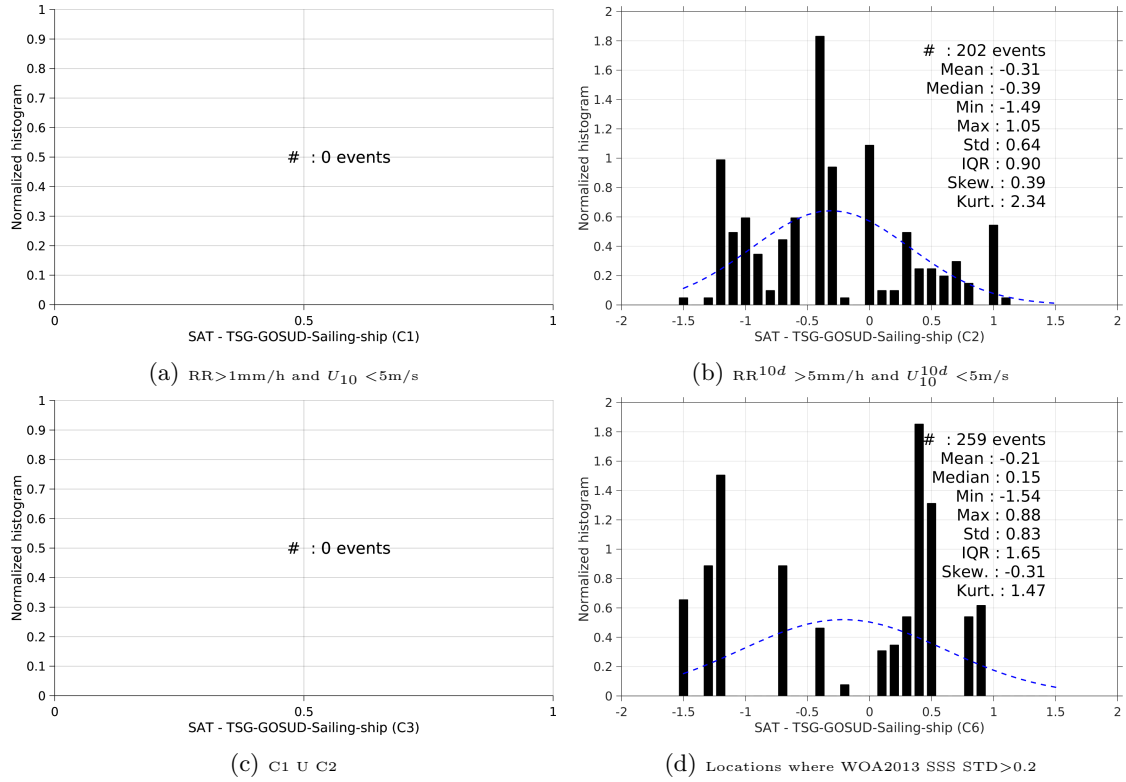 1
0.9
0.8
0.7
0.6
0.5
0.4
0.3
0.2
0.1
0
Normalized histogram
# : 0 events
0 0.5 1
SAT - TSG-GOSUD-Sailing-ship (C1)
(a) RR>1mm/h and U10 <5m/s
2
1.8
1.6
1.4
1.2
1
0.8
0.6
0.4
0.2
0
Normalized histogram
# : 202 events
Mean : -0.31
Median : -0.39
Min : -1.49
Max : 1.05
Std : 0.64
IQR : 0.90
Skew. : 0.39
Kurt. : 2.34
-2 -1.5 -1 -0.5 0 0.5 1 1.5 2
SAT - TSG-GOSUD-Sailing-ship (C2)
(b) RR^10d >5mm/h and U10^10d <5m/s
1
0.9
0.8
0.7
0.6
0.5
0.4
0.3
0.2
0.1
0
Normalized histogram
# : 0 events
0 0.5 1
SAT - TSG-GOSUD-Sailing-ship (C3)
(c) C1 U C2
2
1.8
1.6
1.4
1.2
1
0.8
0.6
0.4
0.2
0
Normalized histogram
# : 259 events
Mean : -0.21
Median : 0.15
Min : -1.54
Max : 0.88
Std : 0.83
IQR : 1.65
Skew. : -0.31
Kurt. : 1.47
-2 -1.5 -1 -0.5 0 0.5 1 1.5 2
SAT - TSG-GOSUD-Sailing-ship (C6)
(d) Locations where WOA2013 SSS STD>0.2